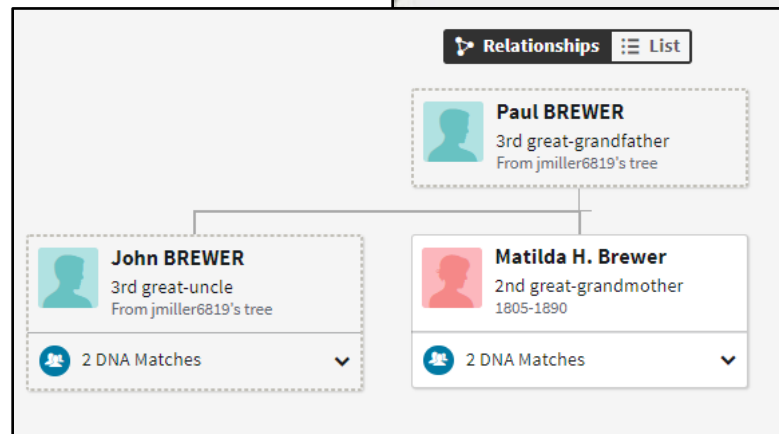 Relationships List
Paul BREWER
3rd great-grandfather
From jmiller6819's tree
John BREWER
3rd great-uncle
From jmiller6819's tree
2 DNA Matches
Matilda H. Brewer
2nd great-grandmother
1805-1890
2 DNA Matches